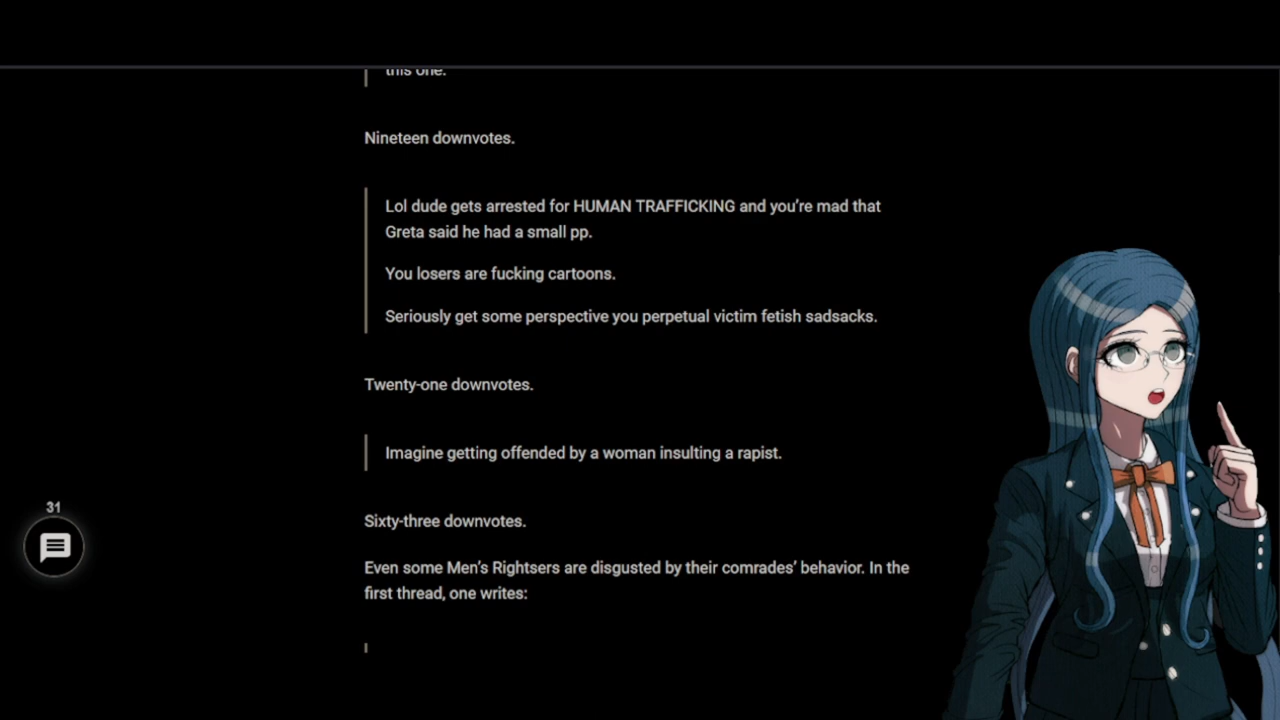 this one.
Nineteen downvotes.
Lol dude gets arrested for HUMAN TRAFFICKING and you're mad that
Greta said he had a small pp.
You losers are fucking cartoons.
Seriously get some perspective you perpetual victim fetish sadsacks.
Twenty-one downvotes.
Imagine getting offended by a woman insulting a rapist.
31
Sixty-three downvotes.
Even some Men's Rightsers are disgusted by their comrades' behavior. In the
first thread, one writes: